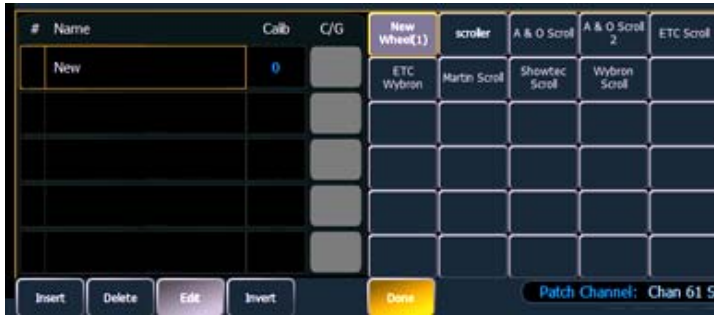 # Name Calib C/G
New 0
New Wheel(1) scroller A & O Scroll A & O Scroll 2 ETC Scroll
ETC Wybron Martin Scroll Showtec Scroll Wybron Scroll
Insert Delete Edit Invert Done Patch Channel: Chan 61 S